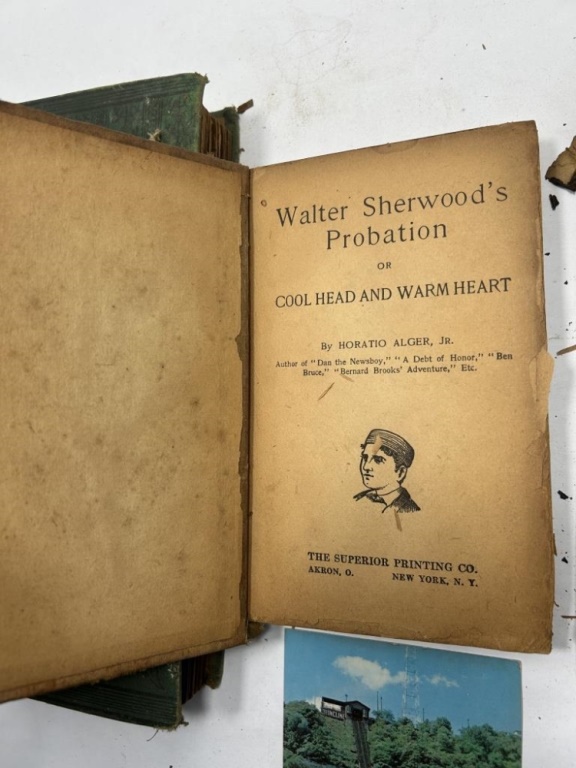 Walter Sherwood's
Probation
OR
COOL HEAD AND WARM HEART
By HORATIO ALGER, JR.
Author of "Dan the Newsboy," "A Debt of Honor," "Ben
Bruce," "Bernard Brooks' Adventure," Etc.
THE SUPERIOR PRINTING CO.
AKRON, O. NEW YORK, N. Y.